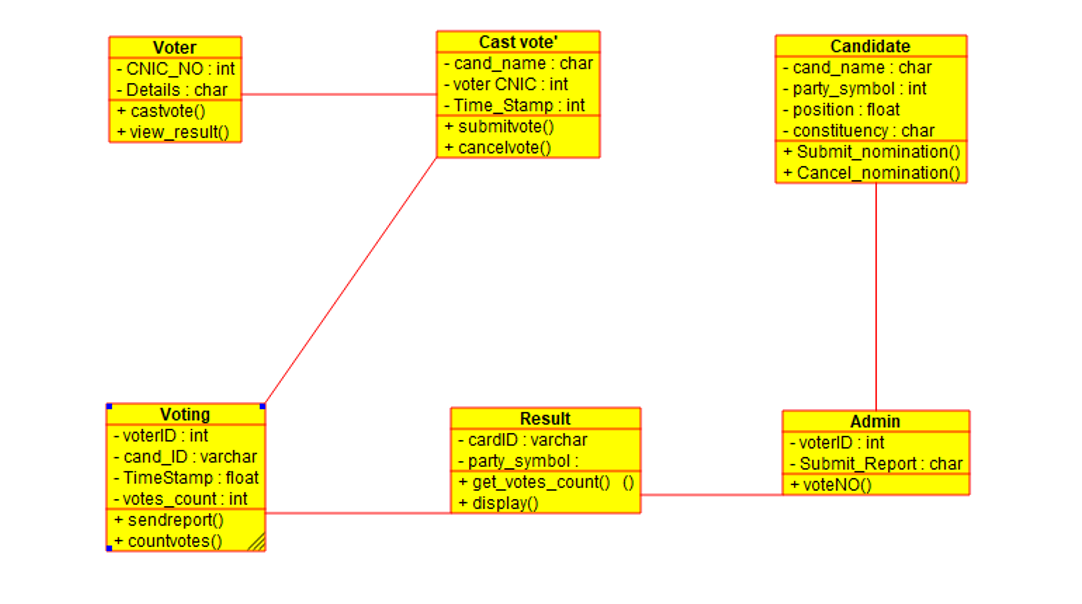 Voter
- CNIC_NO : int
- Details : char
+ castvote()
+ view_result()
Cast vote'
- cand_name : char
- voter CNIC : int
- Time_Stamp : int
+ submitvote()
+ cancelvote()
Candidate
- cand_name : char
- party_symbol : int
- position : float
- constituency : char
+ Submit_nomination()
+ Cancel_nomination()
Voting
- voterID : int
- cand_ID : varchar
- TimeStamp : float
- votes_count : int
+ sendreport()
+ countvotes()
Result
- cardID : varchar
- party_symbol :
+ get_votes_count() ()
+ display()
Admin
- voterID : int
- Submit_Report : char
+ voteNO()